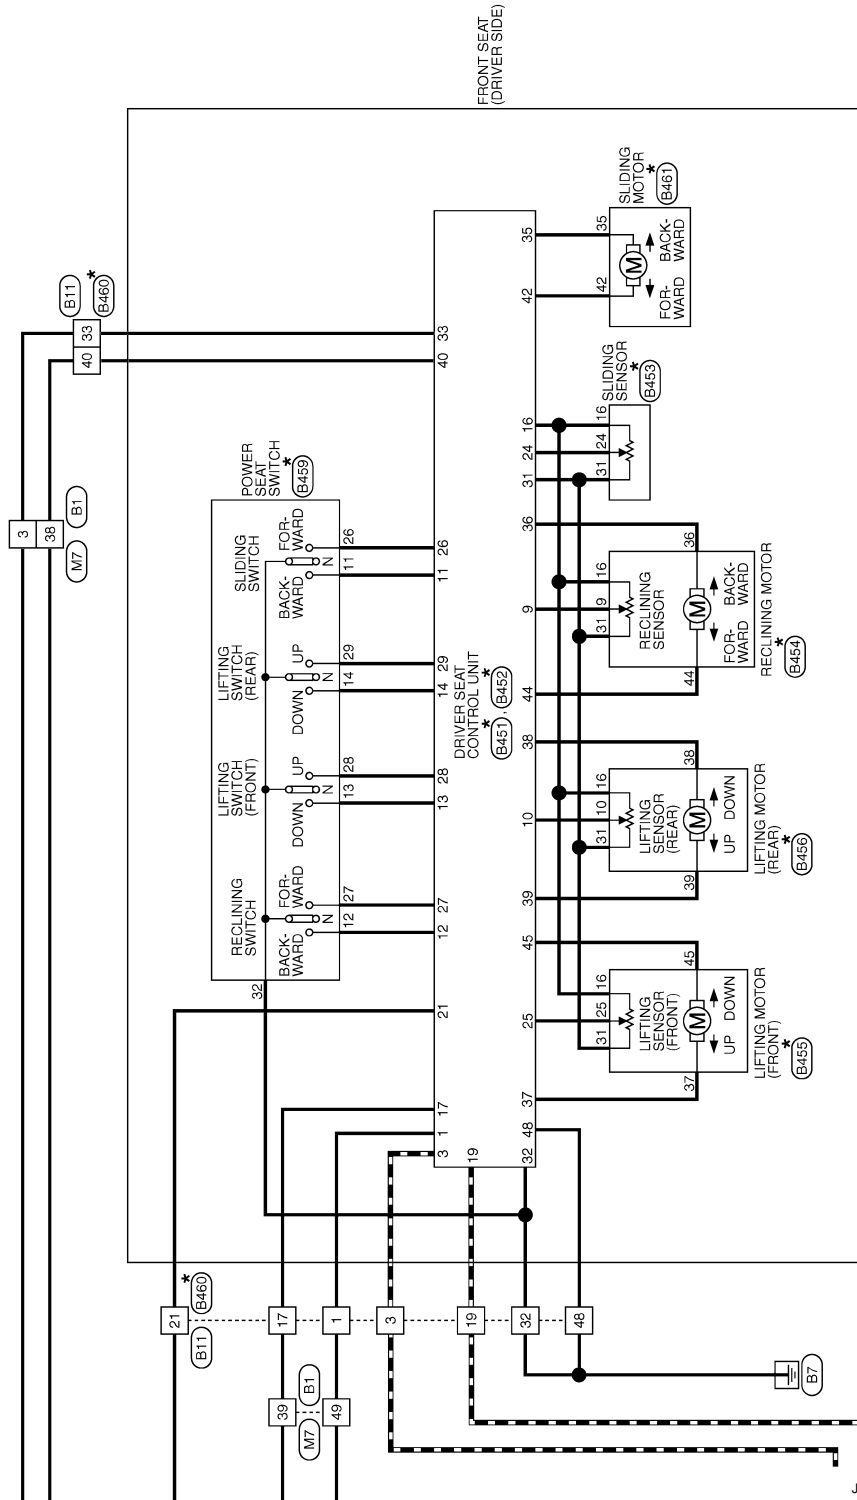 FRONT SEAT
(DRIVER SIDE)
SLIDING
MOTOR
*
B461
35
42
M
BACK-
WARD
FOR-
WARD
35
42
B11
*
B460
33
40
33
40
3
38
B1
M7
SLIDING
SENSOR
*
B453
16
24
31
16
24
31
POWER
SEAT
SWITCH
*
B459
SLIDING
SWITCH
FOR-
WARD
N
BACK-
WARD
26
11
26
11
LIFTING
SWITCH
(REAR)
UP
N
DOWN
29
14
29
14
LIFTING
SWITCH
(FRONT)
UP
N
DOWN
28
13
28
13
RECLINING
SWITCH
FOR-
WARD
N
BACK-
WARD
27
12
27
12
32
DRIVER SEAT
CONTROL UNIT
* *
B451 , B452
36
9
44
36
16
9
31
RECLINING
SENSOR
M
BACK-
WARD
FOR-
WARD
44
RECLINING MOTOR
*
B454
38
10
39
38
16
10
31
LIFTING
SENSOR
(REAR)
M
UP
DOWN
39
LIFTING MOTOR
(REAR)
*
B456
45
25
37
45
16
25
31
LIFTING
SENSOR
(FRONT)
M
UP
DOWN
37
LIFTING MOTOR
(FRONT)
*
B455
21
17
1
3
19
32
48
*
B460
B11
21
17
1
3
19
32
48
B1
M7
39
49
B7
J